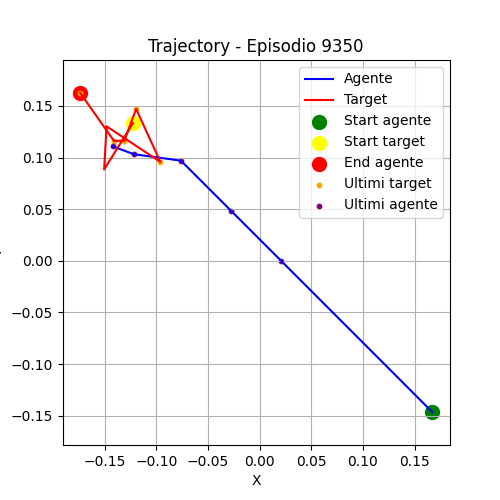 Trajectory - Episodio 9350
Agente
Target
Start agente
Start target
End agente
Ultimi target
Ultimi agente
0.15
0.10
0.05
0.00
−0.05
−0.10
−0.15
−0.15
−0.10
−0.05
0.00
0.05
0.10
0.15
X